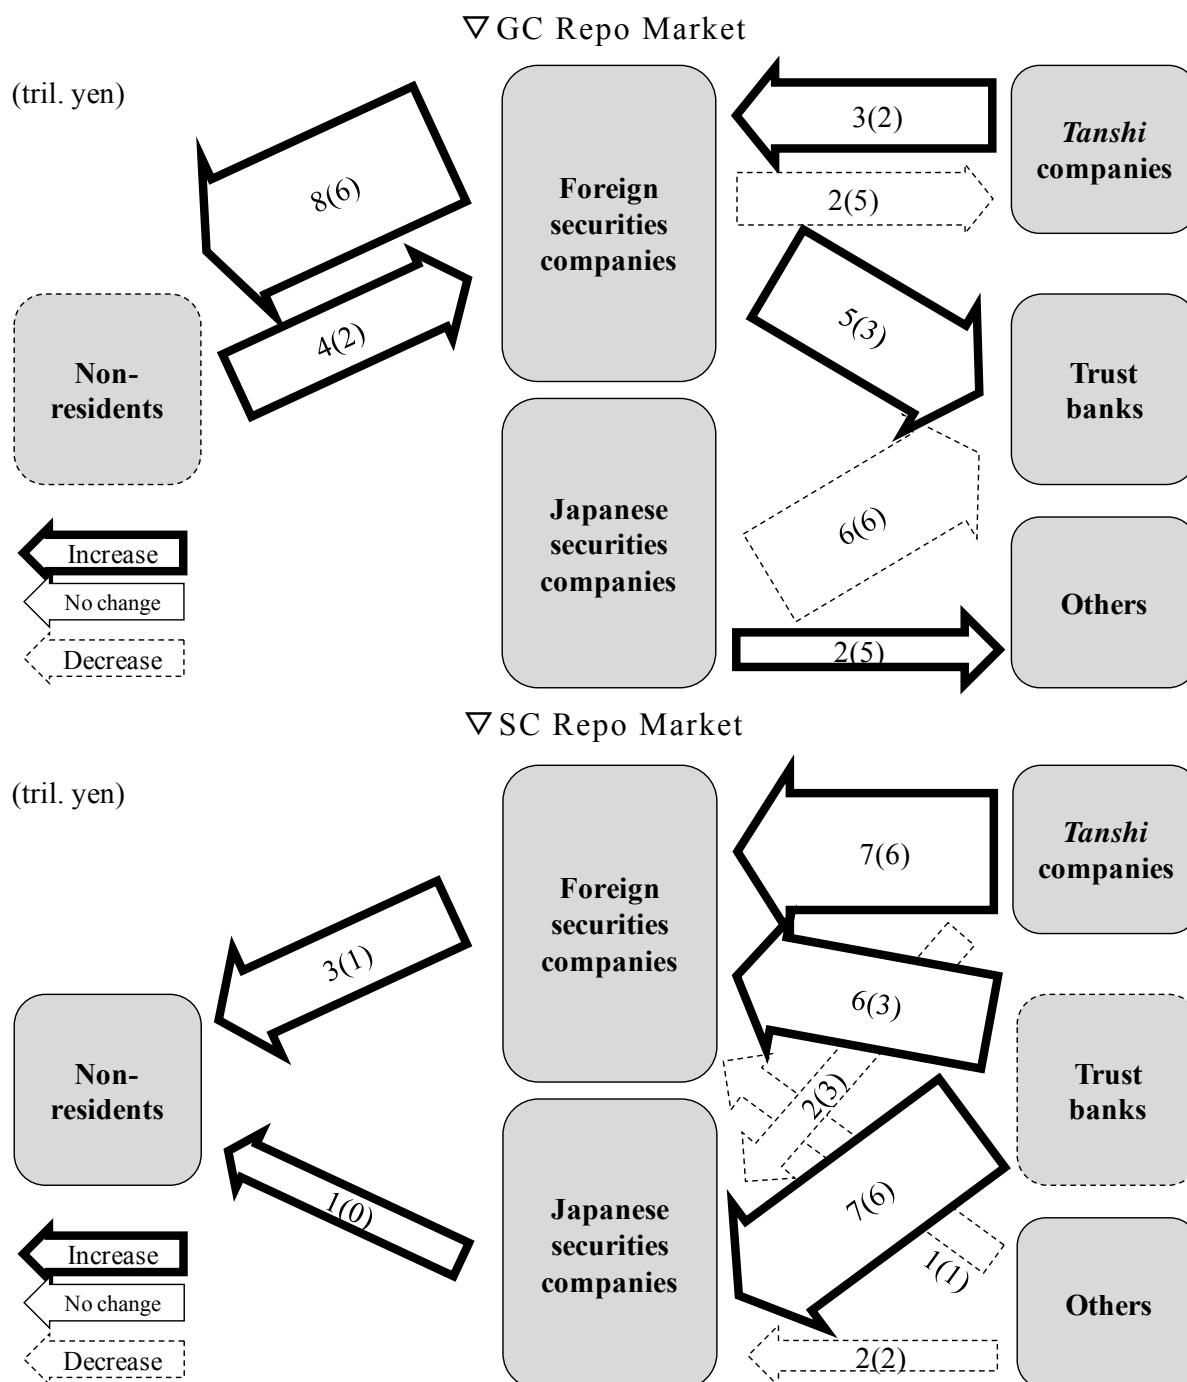 ▽ GC Repo Market
(tril. yen)
8(6)
4(2)
3(2)
2(5)
5(3)
6(6)
2(5)
Foreign
securities
companies
Japanese
securities
companies
Tanshi
companies
Trust
banks
Others
Non-
residents
Increase
No change
Decrease
▽ SC Repo Market
(tril. yen)
3(1)
1(0)
7(6)
6(3)
2(3)
7(6)
1(1)
2(2)
Foreign
securities
companies
Japanese
securities
companies
Tanshi
companies
Trust
banks
Others
Non-
residents
Increase
No change
Decrease